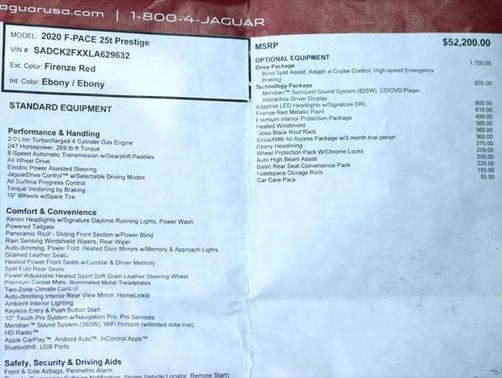 aguarusa.com | 1-800-4-JAGUAR
MODEL: 2020 F-PACE 25t Prestige
VIN #: SADCK2FXXLA629632
Ext. Color: Firenze Red
Int. Color: Ebony / Ebony
STANDARD EQUIPMENT
Performance & Handling
2.0 Liter Turbocharged 4 Cylinder Gas Engine
247 Horsepower, 269 lb-ft Torque
8-Speed Automatic Transmission w/Gearshift Paddles
All Wheel Drive
Electric Power Assisted Steering
JaguarDrive Control™ w/Selectable Driving Modes
All Surface Progress Control
Torque Vectoring by Braking
19" Wheels w/Spare Tire
Comfort & Convenience
Xenon Headlights w/Signature Daytime Running Lights, Power Wash
Powered Tailgate
Panoramic Roof - Sliding Front Section w/Power Blind
Rain Sensing Windshield Wipers, Rear Wiper
Auto-dimming, Power Fold, Heated Door Mirrors w/Memory & Approach Lights
Grained Leather Seats
Heated Power Front Seats w/Lumbar & Driver Memory
Split Fold Rear Seats
Power Adjustable Heated Sport Soft Grain Leather Steering Wheel
Premium Carpet Mats, Illuminated Metal Treadplates
Two-Zone Climate Control
Auto-dimming Interior Rear View Mirror, HomeLink®
Ambient Interior Lighting
Keyless Entry & Push Button Start
10" Touch Pro System w/Navigation Pro, Pro Services
Meridian™ Sound System (380W), WiFi Hotspot (w/limited data trial)
HD Radio™
Apple CarPlay™, Android Auto™, InControl Apps™
Bluetooth®, USB Ports
Safety, Security & Driving Aids
Front & Side Airbags, Perimetric Alarm
Collision Notification, Stolen Vehicle Locator, Remote Start)
MSRP $52,200.00
OPTIONAL EQUIPMENT
Drive Package 1,700.00
Blind Spot Assist, Adaptive Cruise Control, High-speed Emergency
Braking
Technology Package 935.00
Meridian™ Surround Sound System (825W), CD/DVD Player,
Interactive Driver Display
Adaptive LED Headlights w/Signature DRL 800.00
Firenze Red Metallic Paint 610.00
Premium Interior Protection Package 499.00
Heated Windshield 385.00
Gloss Black Roof Rails 360.00
SiriusXM® All Access Package w/3 month trial period 360.00
Ebony Headlining 275.00
Wheel Protection Pack w/Chrome Locks 259.00
Auto High Beam Assist 250.00
Basic Rear Seat Convenience Pack 229.00
Loadspace Storage Rails 155.00
Car Care Pack 55.00